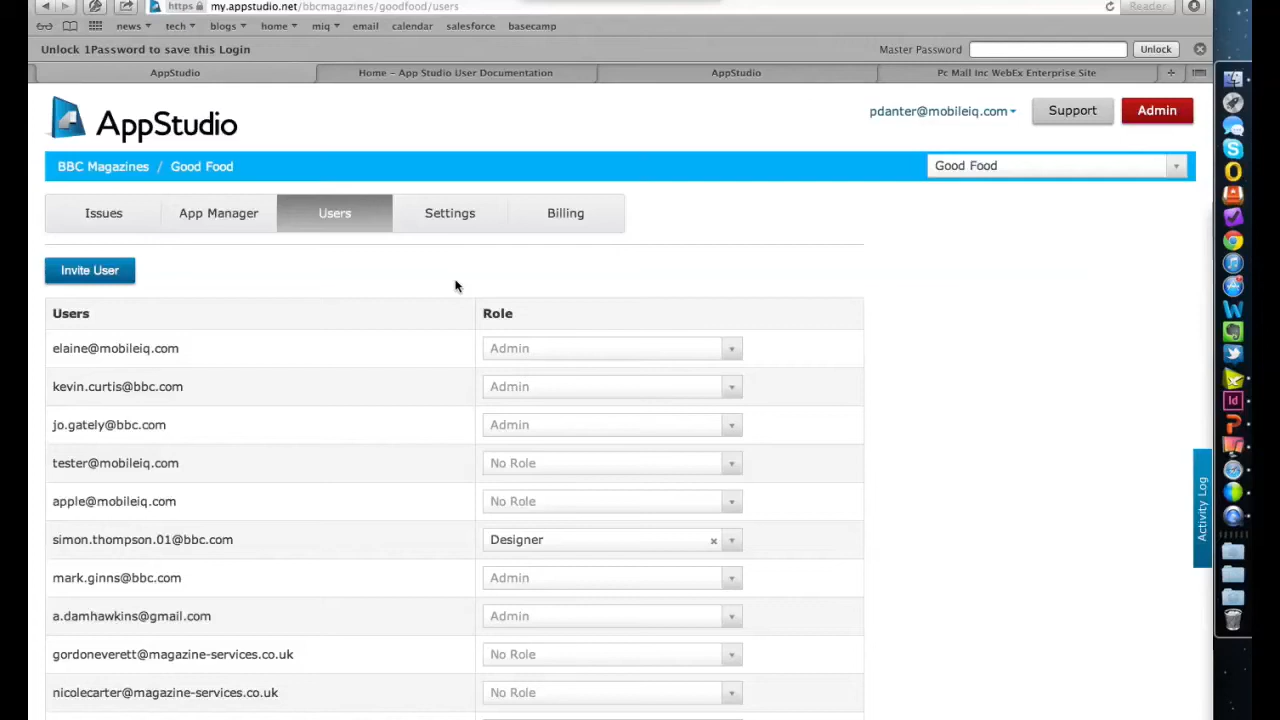 https my.appstudio.net/bbcmagazines/goodfood/users Reader
news tech blogs home miq email calendar salesforce basecamp
Unlock 1Password to save this Login Master Password Unlock
AppStudio Home – App Studio User Documentation AppStudio Pc Mall Inc WebEx Enterprise Site
AppStudio pdanter@mobileiq.com Support Admin
BBC Magazines / Good Food Good Food
Issues App Manager Users Settings Billing
Invite User
Users Role
elaine@mobileiq.com Admin
kevin.curtis@bbc.com Admin
jo.gately@bbc.com Admin
tester@mobileiq.com No Role
apple@mobileiq.com No Role
simon.thompson.01@bbc.com Designer
mark.ginns@bbc.com Admin
a.damhawkins@gmail.com Admin
gordoneverett@magazine-services.co.uk No Role
nicolecarter@magazine-services.co.uk No Role
Activity Log
Id